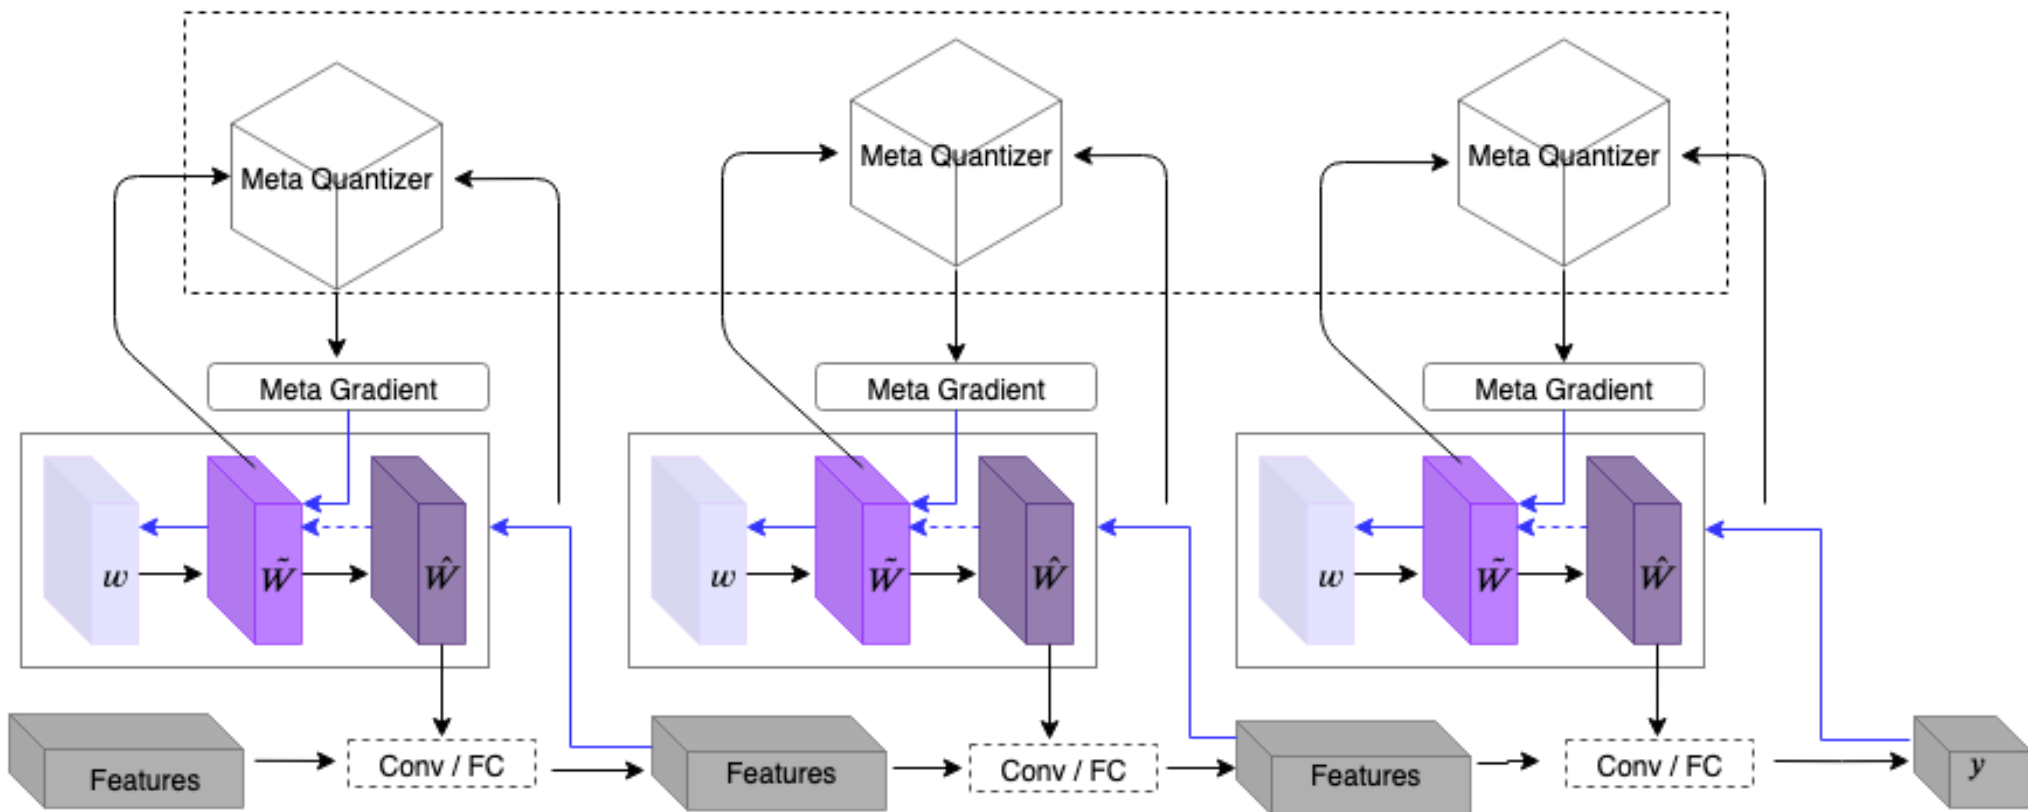 Meta Quantizer
Meta Quantizer
Meta Quantizer
Meta Gradient
Meta Gradient
Meta Gradient
w W̃ Ŵ
w W̃ Ŵ
w W̃ Ŵ
Features
Conv / FC
Features
Conv / FC
Features
Conv / FC
y